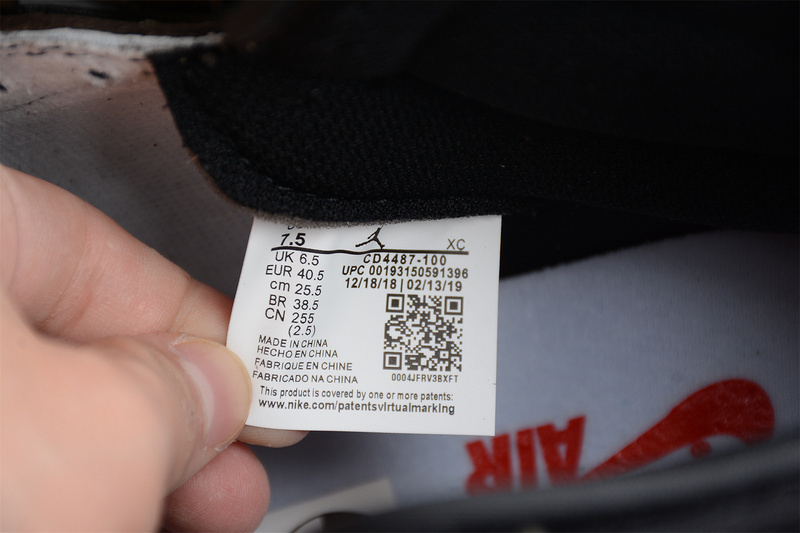 7.5
XC
UK 6.5
CD4487-100
EUR 40.5
UPC 00193150591396
cm 25.5
12/18/18 | 02/13/19
BR 38.5
CN 255
(2.5)
MADE IN CHINA
HECHO EN CHINA
FABRIQUE EN CHINE
FABRICADO NA CHINA
0004JFRV3BXFT
This product is covered by one or more patents:
www.nike.com/patentsvirtualmarking
AIR